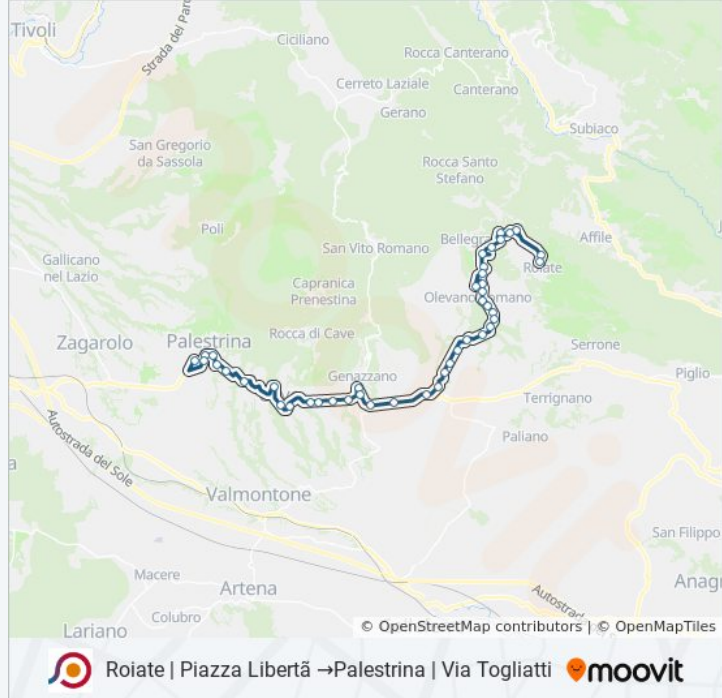 Tivoli
Strada del Parc
Ciciliano
Rocca Canterano
Cerreto Laziale
Canterano
Gerano
Subiaco
San Gregorio
da Sassola
Rocca Santo
Stefano
Poli
San Vito Romano
Bellegra
Affile
Roiate
Gallicano
nel Lazio
Capranica
Prenestina
Olevano Romano
Zagarolo
Palestrina
Rocca di Cave
Serrone
Genazzano
Piglio
Terrignano
Autostrada del Sole
Paliano
Valmontone
San Filippo
Macere
Artena
Anag
Colubro
Autostrada
Lariano
© OpenStreetMap contributors | © OpenMapTiles
Roiate | Piazza Libertã →Palestrina | Via Togliatti moovit